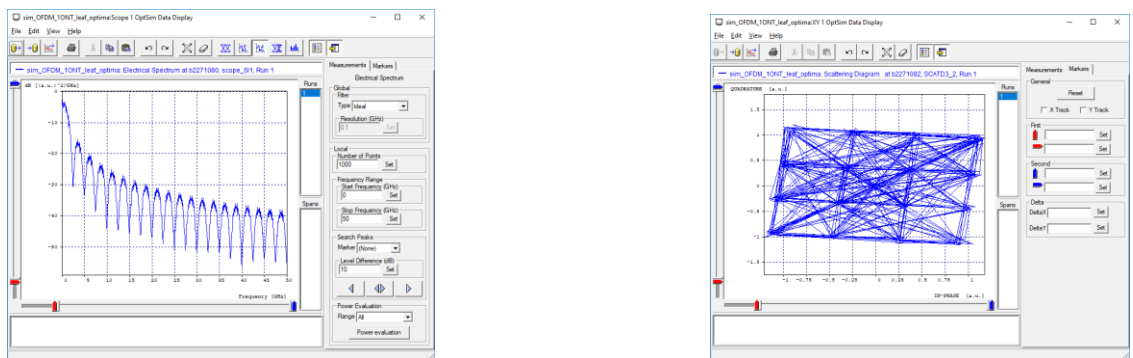 sim_OFDM_1ONT_leaf_optima:Scope 1 OptSim Data Display
File Edit View Help
sim_OFDM_1ONT_leaf_optima: Electrical Spectrum at b2271080, scope_6l1, Run 1
dB [(a.u.)^2/GHz]
0
-10
-20
-30
-40
-50
0 5 10 15 20 25 30 35 40 45 50
Frequency [GHz]
Runs
1
Spans
Measurements Markers
Electrical Spectrum
Global
Filter
Type Ideal
Resolution (GHz)
0.1 Set
Local
Number of Points
1000 Set
Frequency Range
Start Frequency (GHz)
0 Set
Stop Frequency (GHz)
50 Set
Search Peaks
Marker (None)
Level Difference (dB)
10 Set
Power Evaluation
Range All
Power evaluation
sim_OFDM_1ONT_leaf_optima:XY 1 OptSim Data Display
File Edit View Help
sim_OFDM_1ONT_leaf_optima: Scattering Diagram at b2271082, SCATD3_2, Run 1
QUADRATURE [a.u.]
1.5
1
0.5
0
-0.5
-1
-1.5
-1 -0.75 -0.5 -0.25 0 0.25 0.5 0.75 1
IN-PHASE [a.u.]
Runs
1
Spans
Measurements Markers
General
Reset
X Track Y Track
First
Set
Set
Second
Set
Set
Delta
DeltaX Set
DeltaY Set